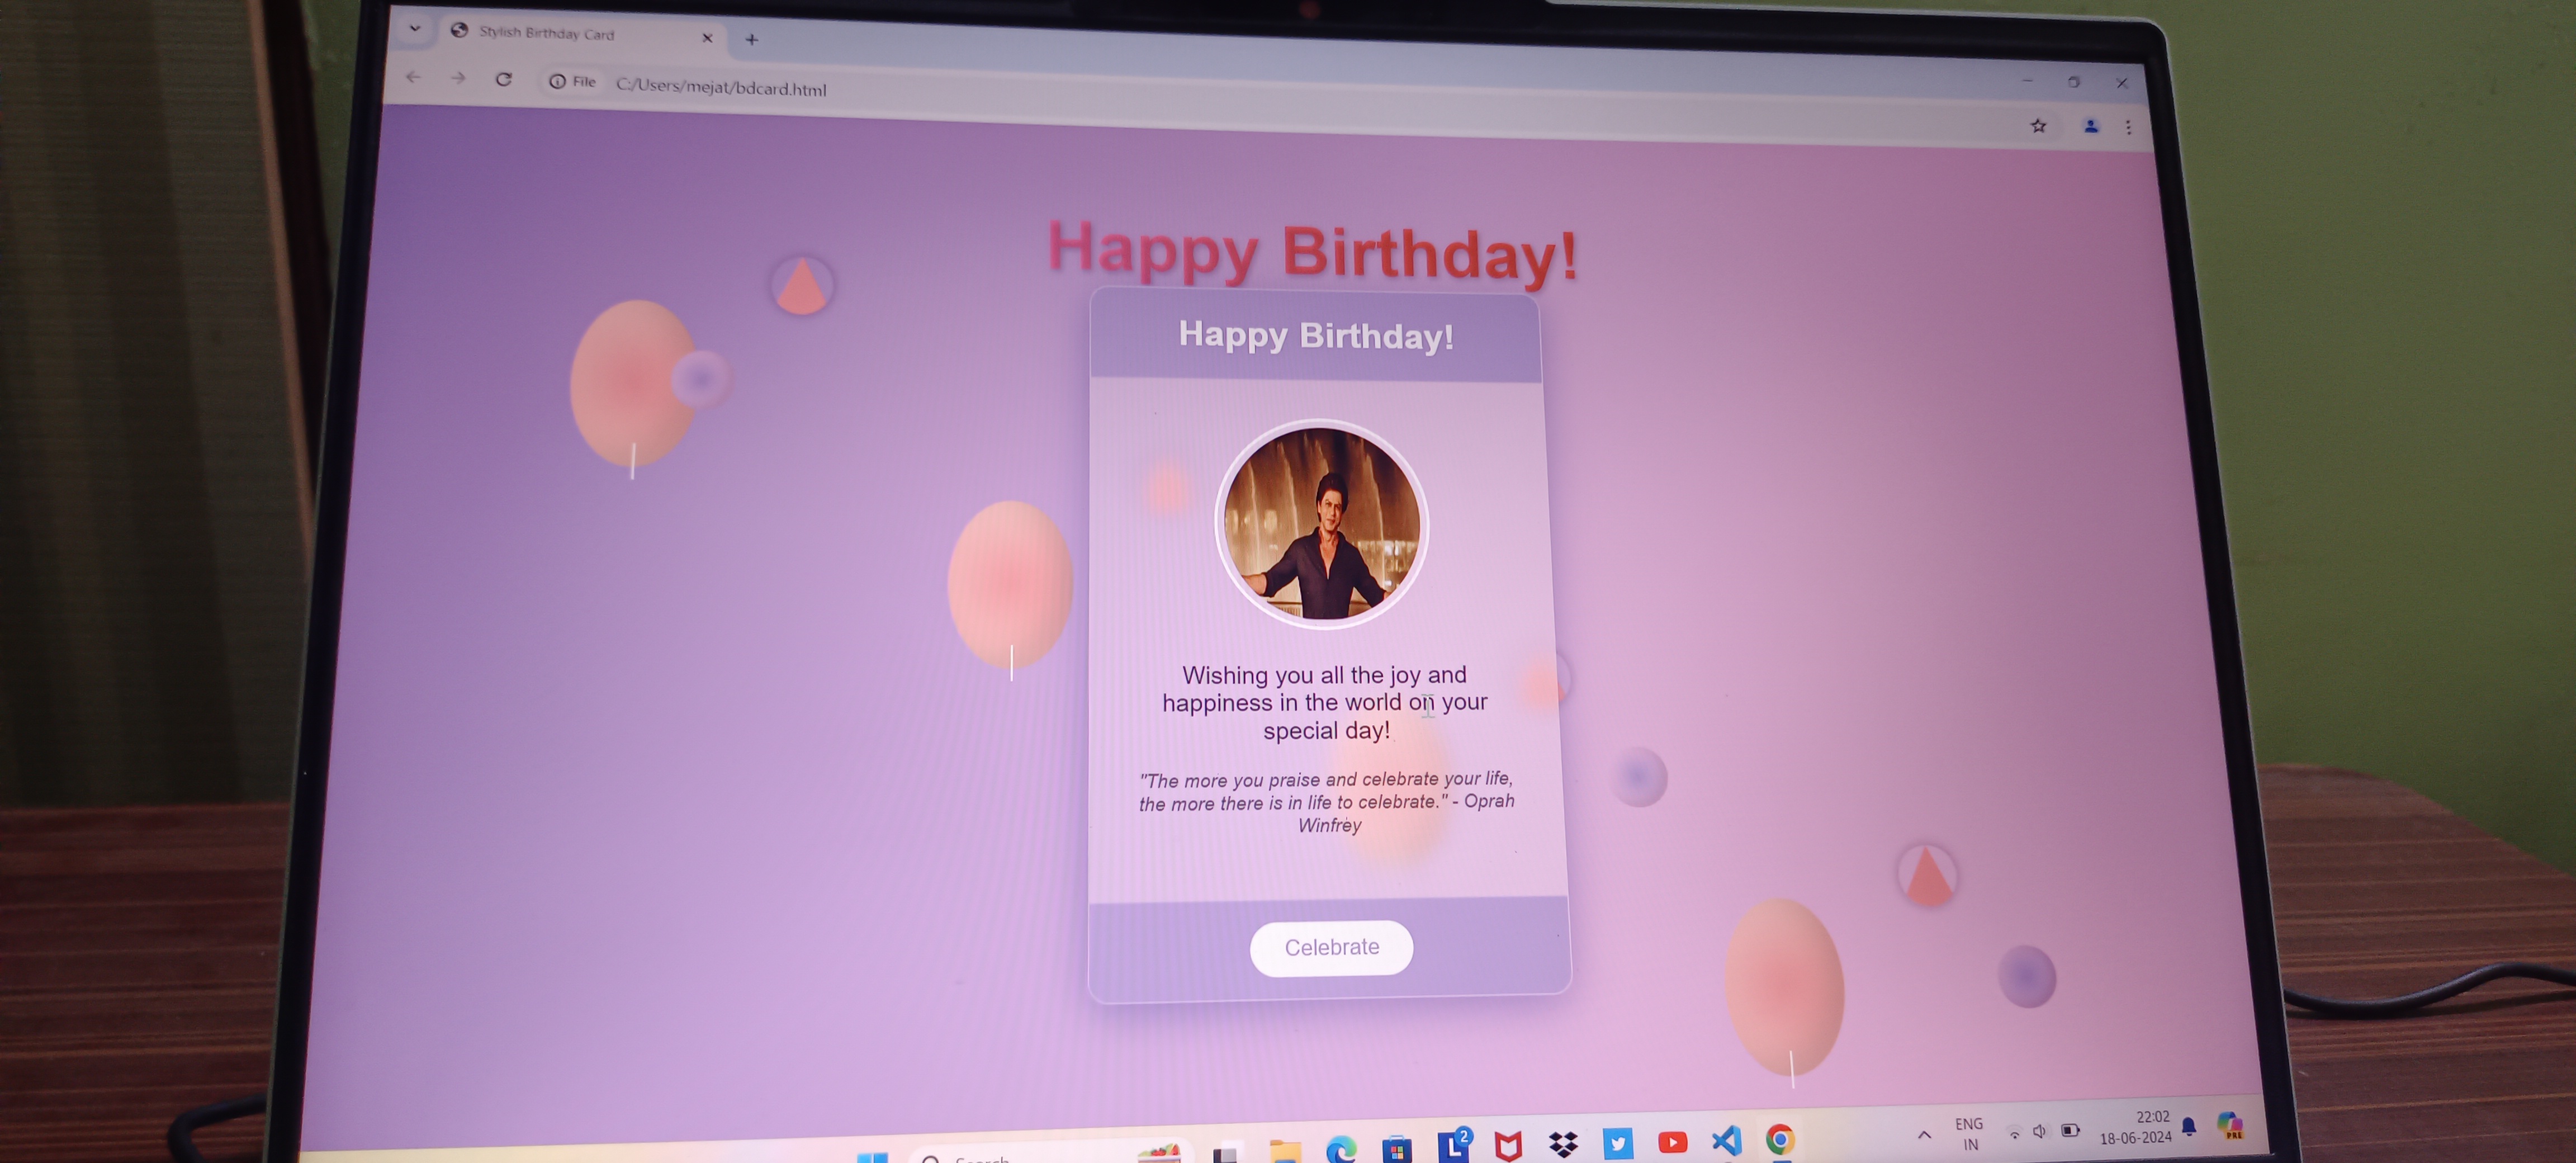 Stylish Birthday Card
File C:/Users/mejat/bdcard.html
Happy Birthday!
Happy Birthday!
Wishing you all the joy and
happiness in the world on your
special day!
"The more you praise and celebrate your life,
the more there is in life to celebrate." - Oprah
Winfrey
Celebrate
Search
L 2
ENG
IN
22:02
18-06-2024
PRE